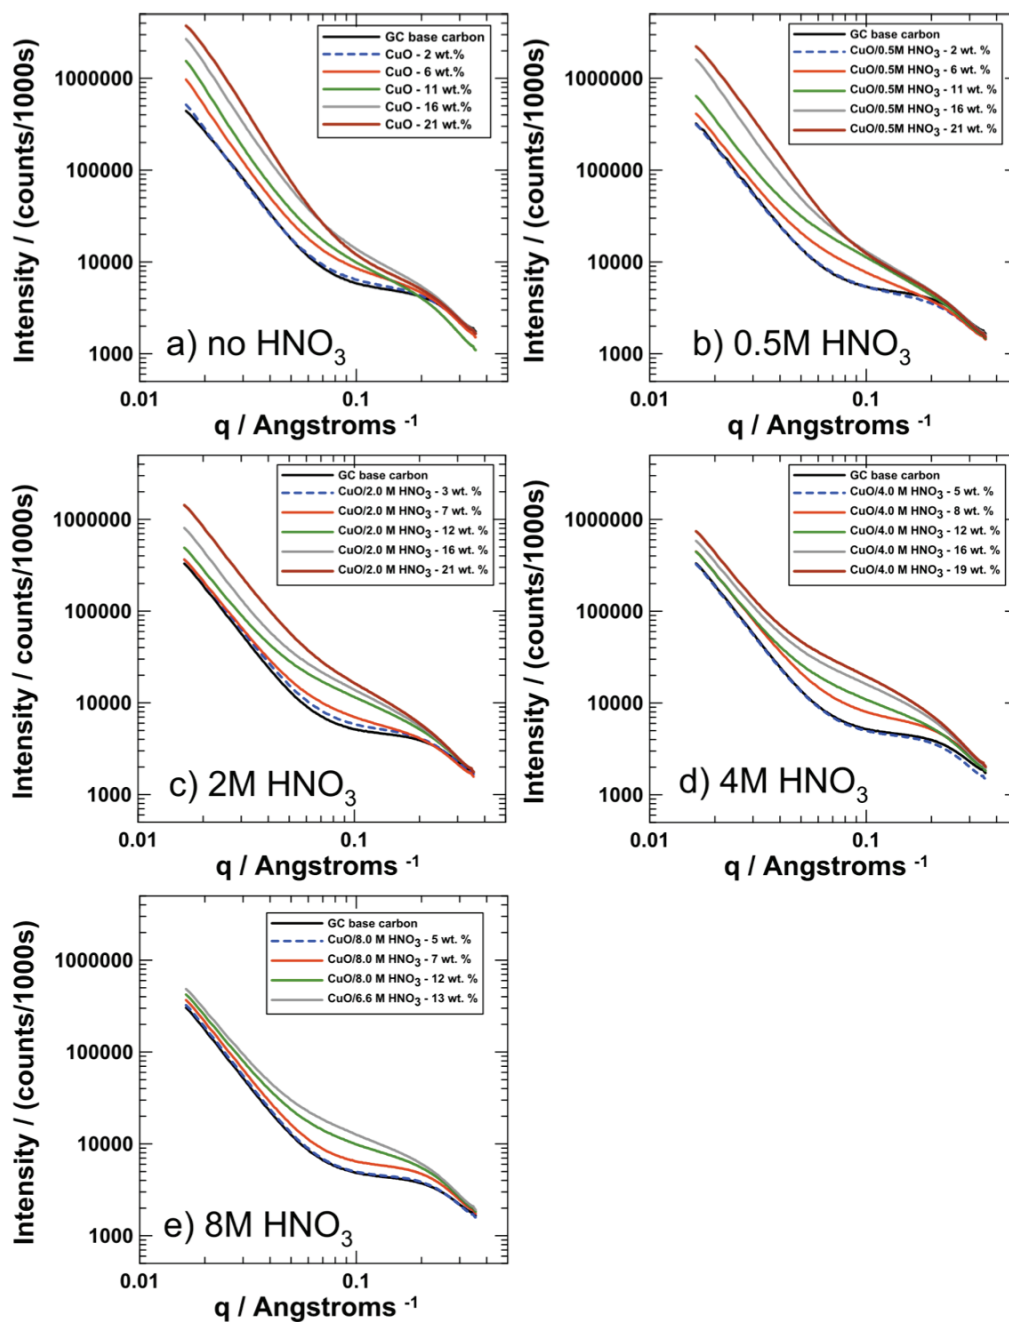 GC base carbon
CuO - 2 wt.%
CuO - 6 wt.%
CuO - 11 wt.%
CuO - 16 wt.%
CuO - 21 wt.%
1000000
100000
10000
1000
Intensity / (counts/1000s)
a) no HNO3
0.01
0.1
q / Angstroms -1
GC base carbon
CuO/0.5M HNO3 - 2 wt. %
CuO/0.5M HNO3 - 6 wt. %
CuO/0.5M HNO3 - 11 wt. %
CuO/0.5M HNO3 - 16 wt. %
CuO/0.5M HNO3 - 21 wt. %
1000000
100000
10000
1000
Intensity / (counts/1000s)
b) 0.5M HNO3
0.01
0.1
q / Angstroms -1
GC base carbon
CuO/2.0 M HNO3 - 3 wt. %
CuO/2.0 M HNO3 - 7 wt. %
CuO/2.0 M HNO3 - 12 wt. %
CuO/2.0 M HNO3 - 16 wt. %
CuO/2.0 M HNO3 - 21 wt. %
1000000
100000
10000
1000
Intensity / counts/1000s)
c) 2M HNO3
0.01
0.1
q / Angstroms -1
GC base carbon
CuO/4.0 M HNO3 - 5 wt. %
CuO/4.0 M HNO3 - 8 wt. %
CuO/4.0 M HNO3 - 12 wt. %
CuO/4.0 M HNO3 - 16 wt. %
CuO/4.0 M HNO3 - 19 wt. %
1000000
100000
10000
1000
Intensity / (counts/1000s)
d) 4M HNO3
0.01
0.1
q / Angstroms -1
GC base carbon
CuO/8.0 M HNO3 - 5 wt. %
CuO/8.0 M HNO3 - 7 wt. %
CuO/8.0 M HNO3 - 12 wt. %
CuO/6.6 M HNO3 - 13 wt. %
1000000
100000
10000
1000
Intensity / (counts/1000s)
e) 8M HNO3
0.01
0.1
q / Angstroms -1